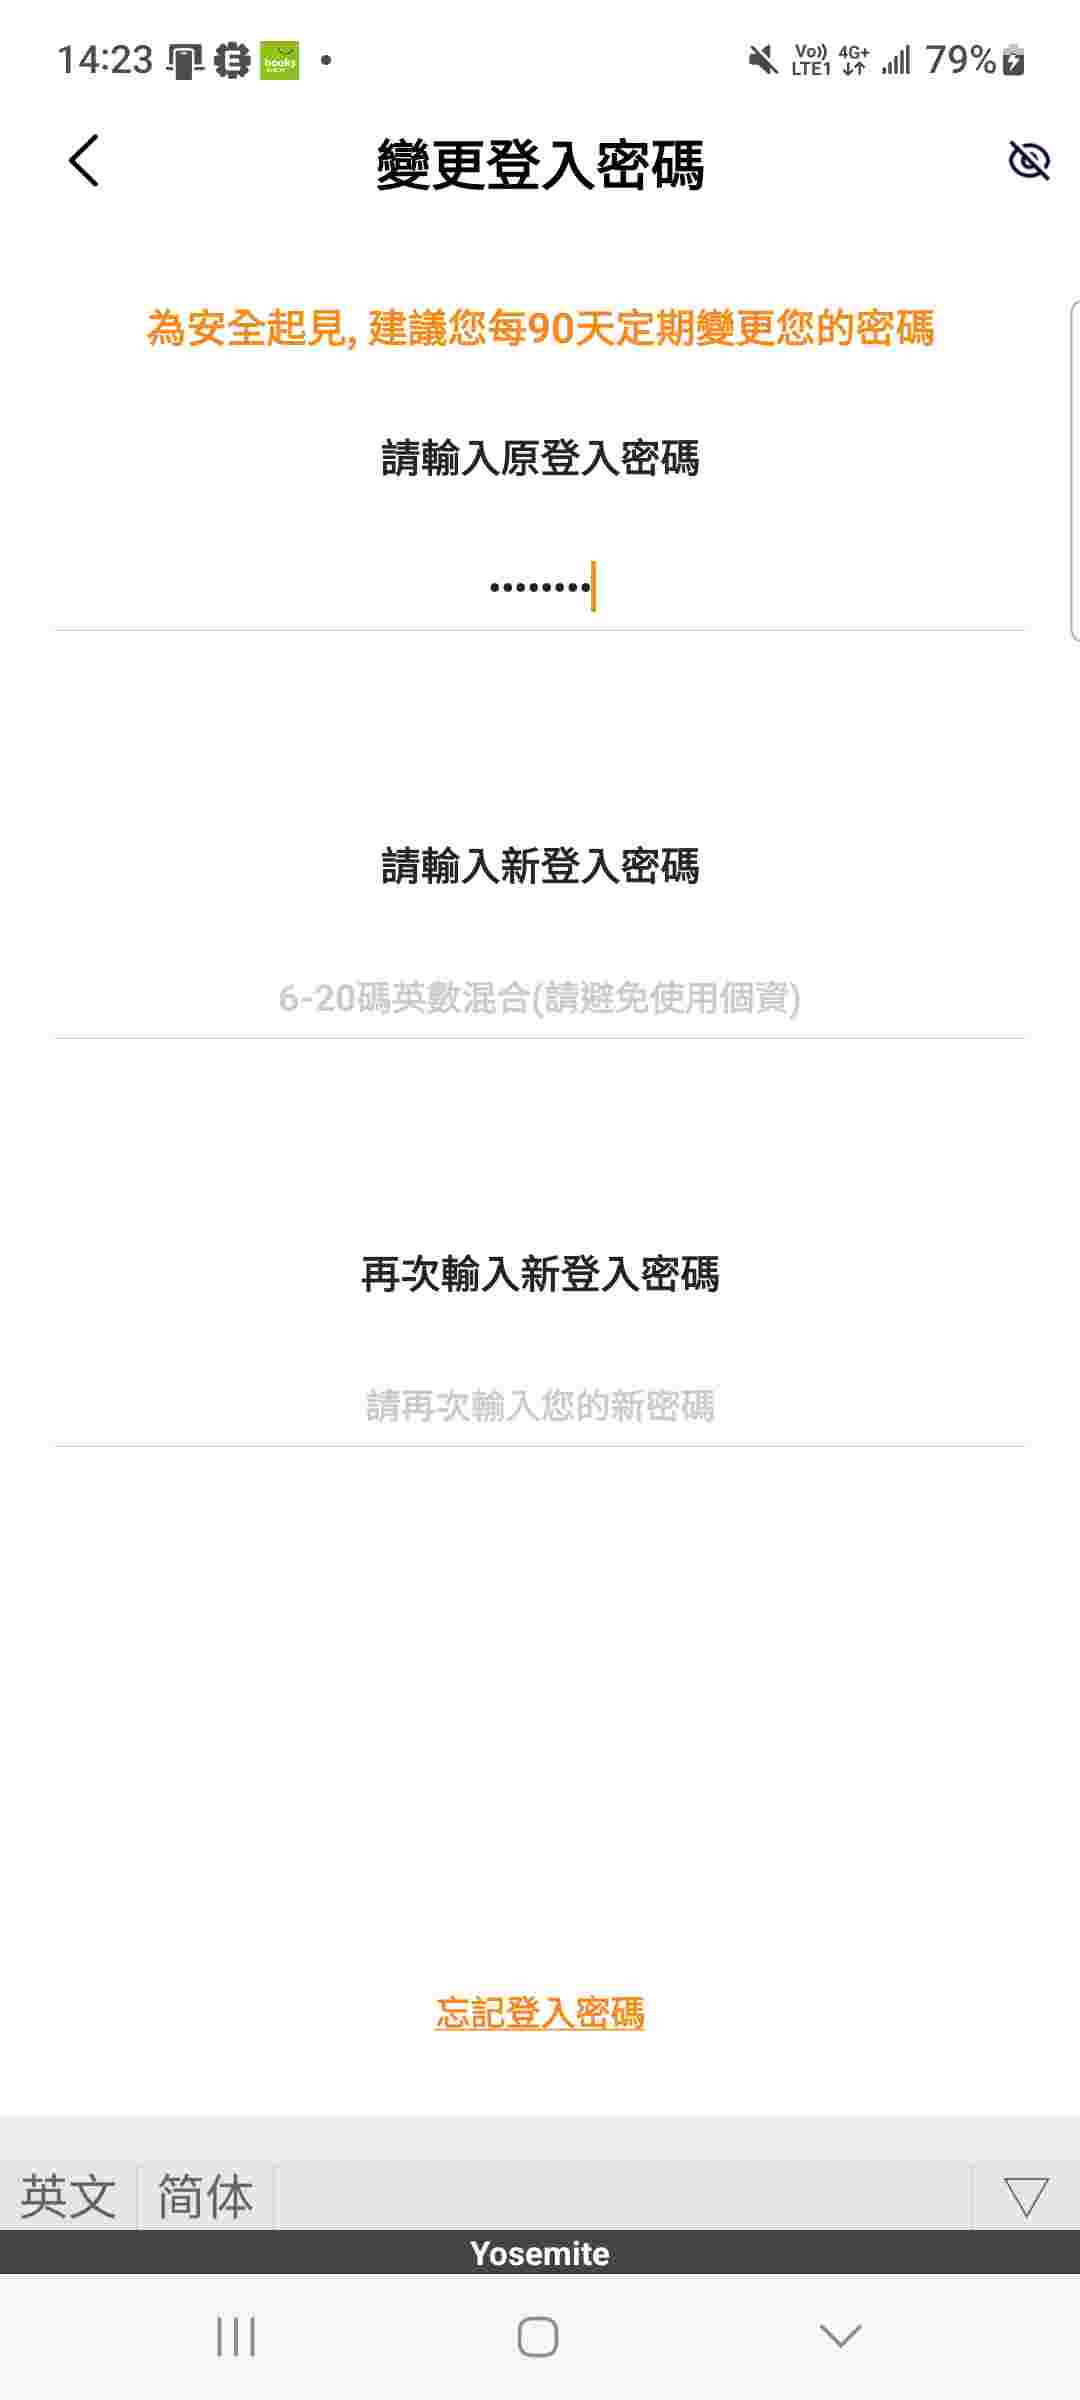 14:23
books
Vo))
LTE1
4G+
79%
變更登入密碼
為安全起見, 建議您每90天定期變更您的密碼
請輸入原登入密碼
••••••••
請輸入新登入密碼
6-20碼英數混合(請避免使用個資)
再次輸入新登入密碼
請再次輸入您的新密碼
忘記登入密碼
英文 简体
Yosemite